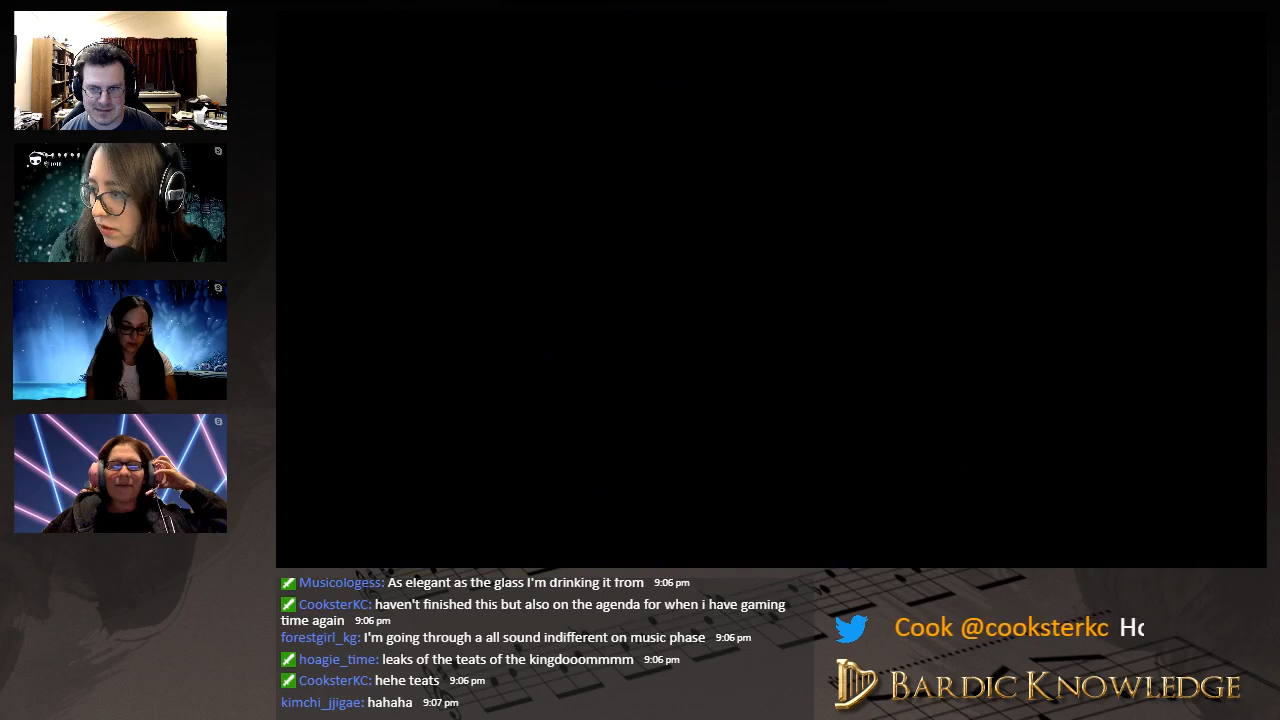 Musicologess: As elegant as the glass I'm drinking it from 9:06 pm
CooksterKC: haven't finished this but also on the agenda for when i have gaming
time again 9:06 pm
forestgirl_kg: I'm going through a all sound indifferent on music phase 9:06 pm
hoagie_time: leaks of the teats of the kingdooommmm 9:06 pm
CooksterKC: hehe teats 9:06 pm
kimchi_jjigae: hahaha 9:07 pm
Cook @cooksterkc
BARDIC KNOWLEDGE